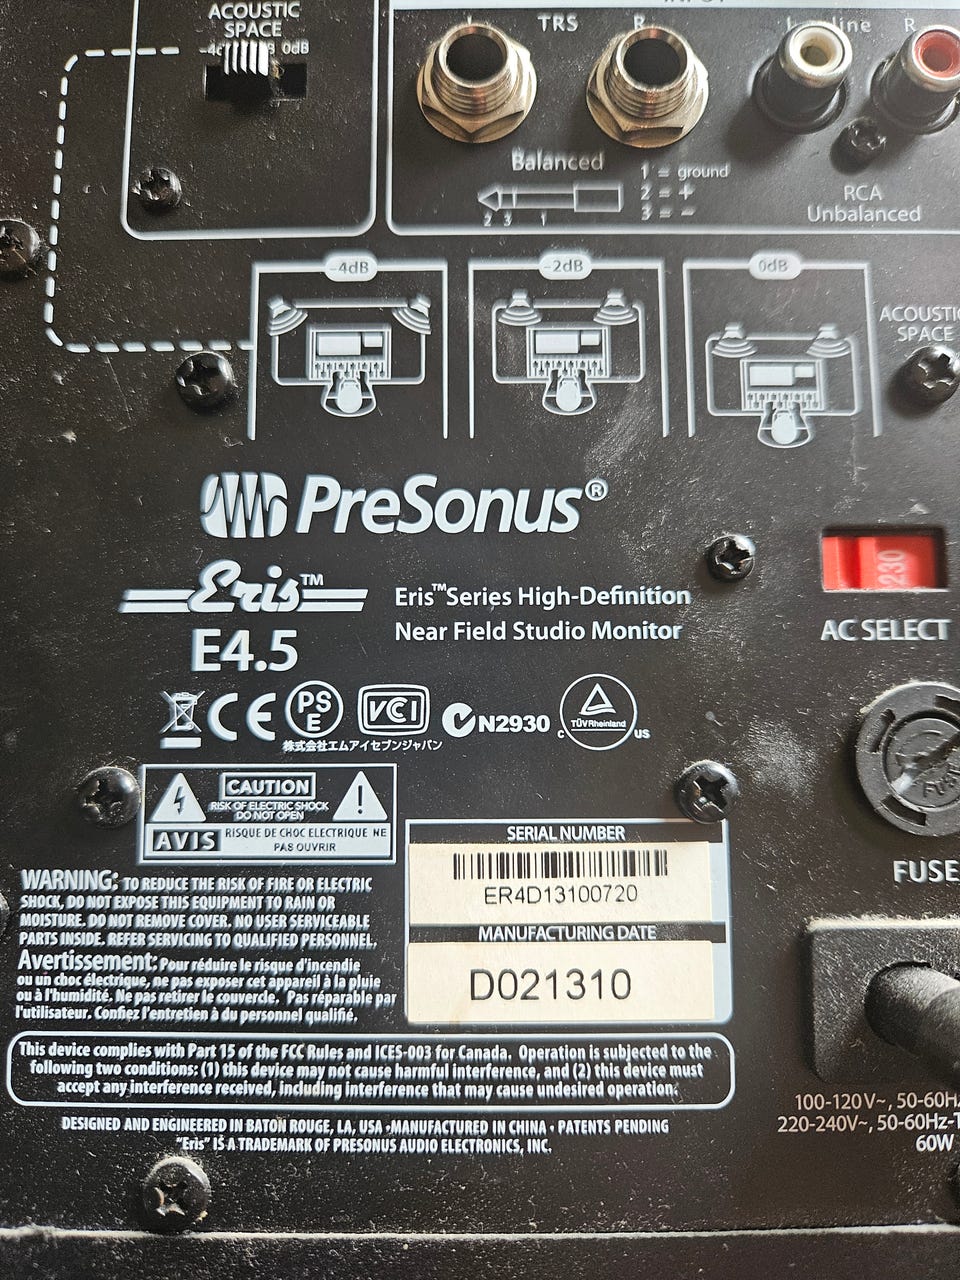 ACOUSTIC
SPACE
0dB
TRS
R
R
Balanced
1 = ground
2 = +
3 = −
2 3 1
RCA
Unbalanced
-4dB
-2dB
0dB
ACOUSTIC
SPACE
PreSonus®
Eris™
E4.5
Eris™Series High-Definition
Near Field Studio Monitor
230
AC SELECT
CE
PS
E
VCI
N2930
TÜVRheinland
C
US
株式会社エムアイセブンジャパン
CAUTION
RISK OF ELECTRIC SHOCK
DO NOT OPEN
AVIS
RISQUE DE CHOC ELECTRIQUE NE
PAS OUVRIR
SERIAL NUMBER
ER4D13100720
MANUFACTURING DATE
D021310
FUSE
WARNING: TO REDUCE THE RISK OF FIRE OR ELECTRIC
SHOCK, DO NOT EXPOSE THIS EQUIPMENT TO RAIN OR
MOISTURE. DO NOT REMOVE COVER. NO USER SERVICEABLE
PARTS INSIDE. REFER SERVICING TO QUALIFIED PERSONNEL.
Avertissement: Pour réduire le risque d'incendie
ou un choc électrique, ne pas exposer cet appareil à la pluie
ou à l'humidité. Ne pas retirer le couvercle. Pas réparable par
l'utilisateur. Confiez l'entretien à du personnel qualifié.
This device complies with Part 15 of the FCC Rules and ICES-003 for Canada. Operation is subjected to the
following two conditions: (1) this device may not cause harmful interference, and (2) this device must
accept any interference received, including interference that may cause undesired operation.
100-120V~, 50-60Hz
220-240V~, 50-60Hz-T
60W
DESIGNED AND ENGINEERED IN BATON ROUGE, LA, USA •MANUFACTURED IN CHINA • PATENTS PENDING
"Eris" IS A TRADEMARK OF PRESONUS AUDIO ELECTRONICS, INC.